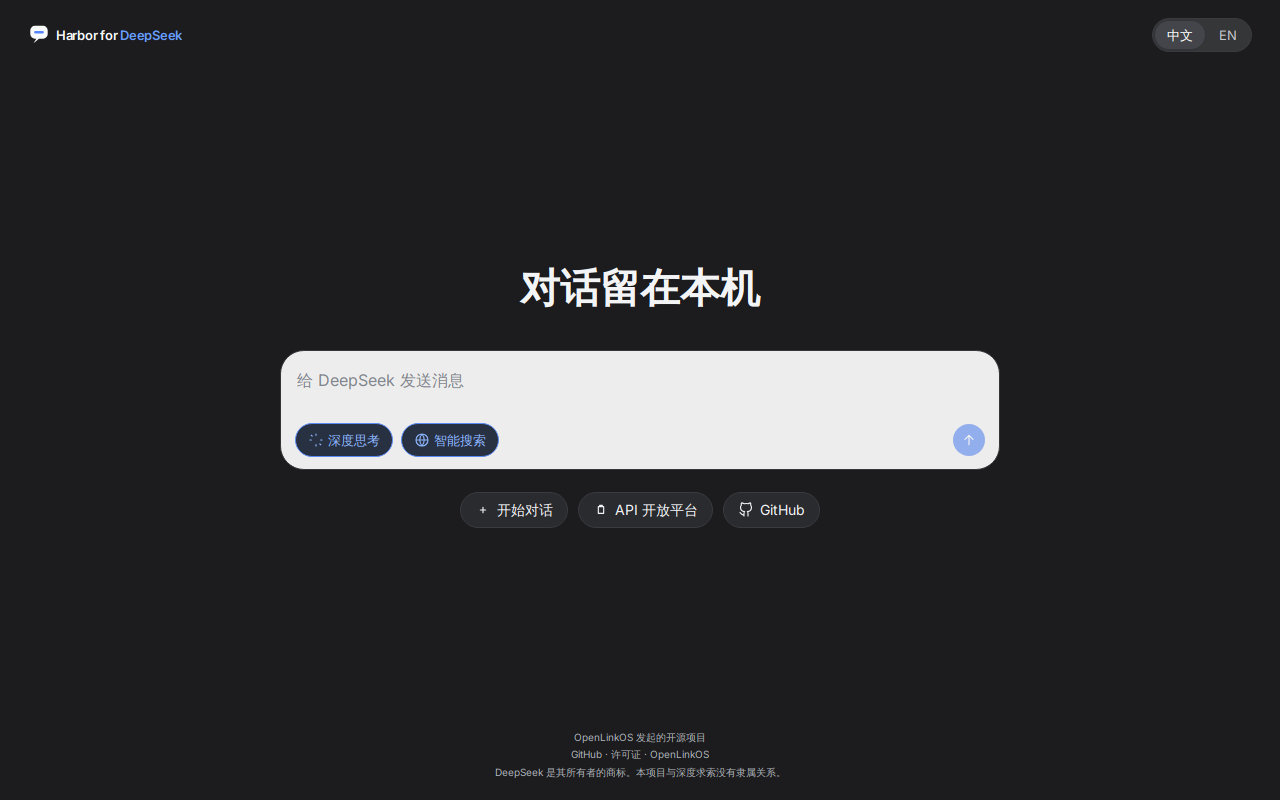 Harbor for DeepSeek
中文 EN
对话留在本机
给 DeepSeek 发送消息
深度思考 智能搜索
开始对话 API 开放平台 GitHub
OpenLinkOS 发起的开源项目
GitHub · 许可证 · OpenLinkOS
DeepSeek 是其所有者的商标。本项目与深度求索没有隶属关系。